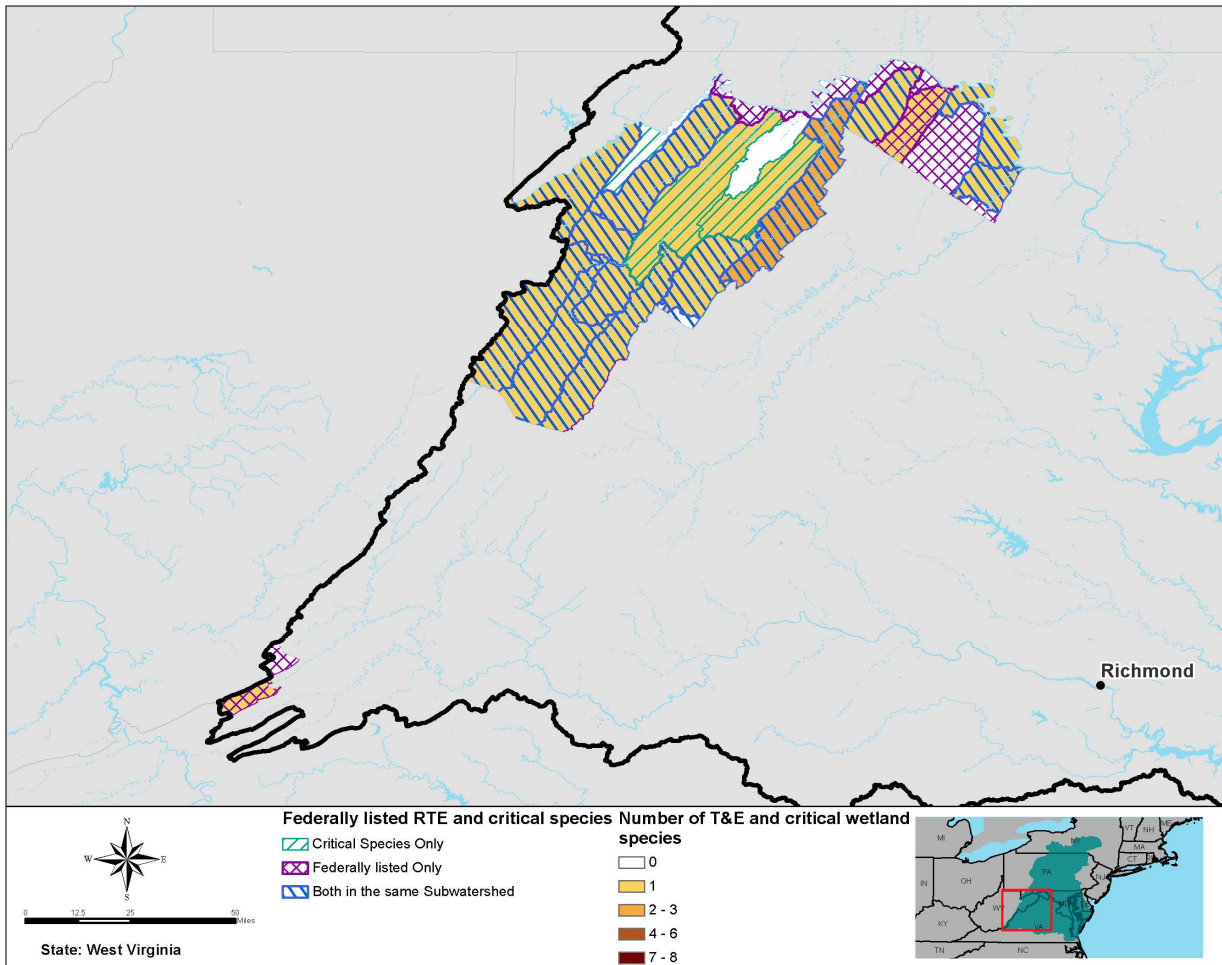 Richmond
N
W
E
S
0
12.5
25
50
Miles
State: West Virginia
Federally listed RTE and critical species
Critical Species Only
Federally listed Only
Both in the same Subwatershed
Number of T&E and critical wetland
species
0
1
2 - 3
4 - 6
7 - 8
MI
NY
VT
NH
ME
MA
CT
PA
NJ
IN
OH
WV
KY
VA
TN
NC